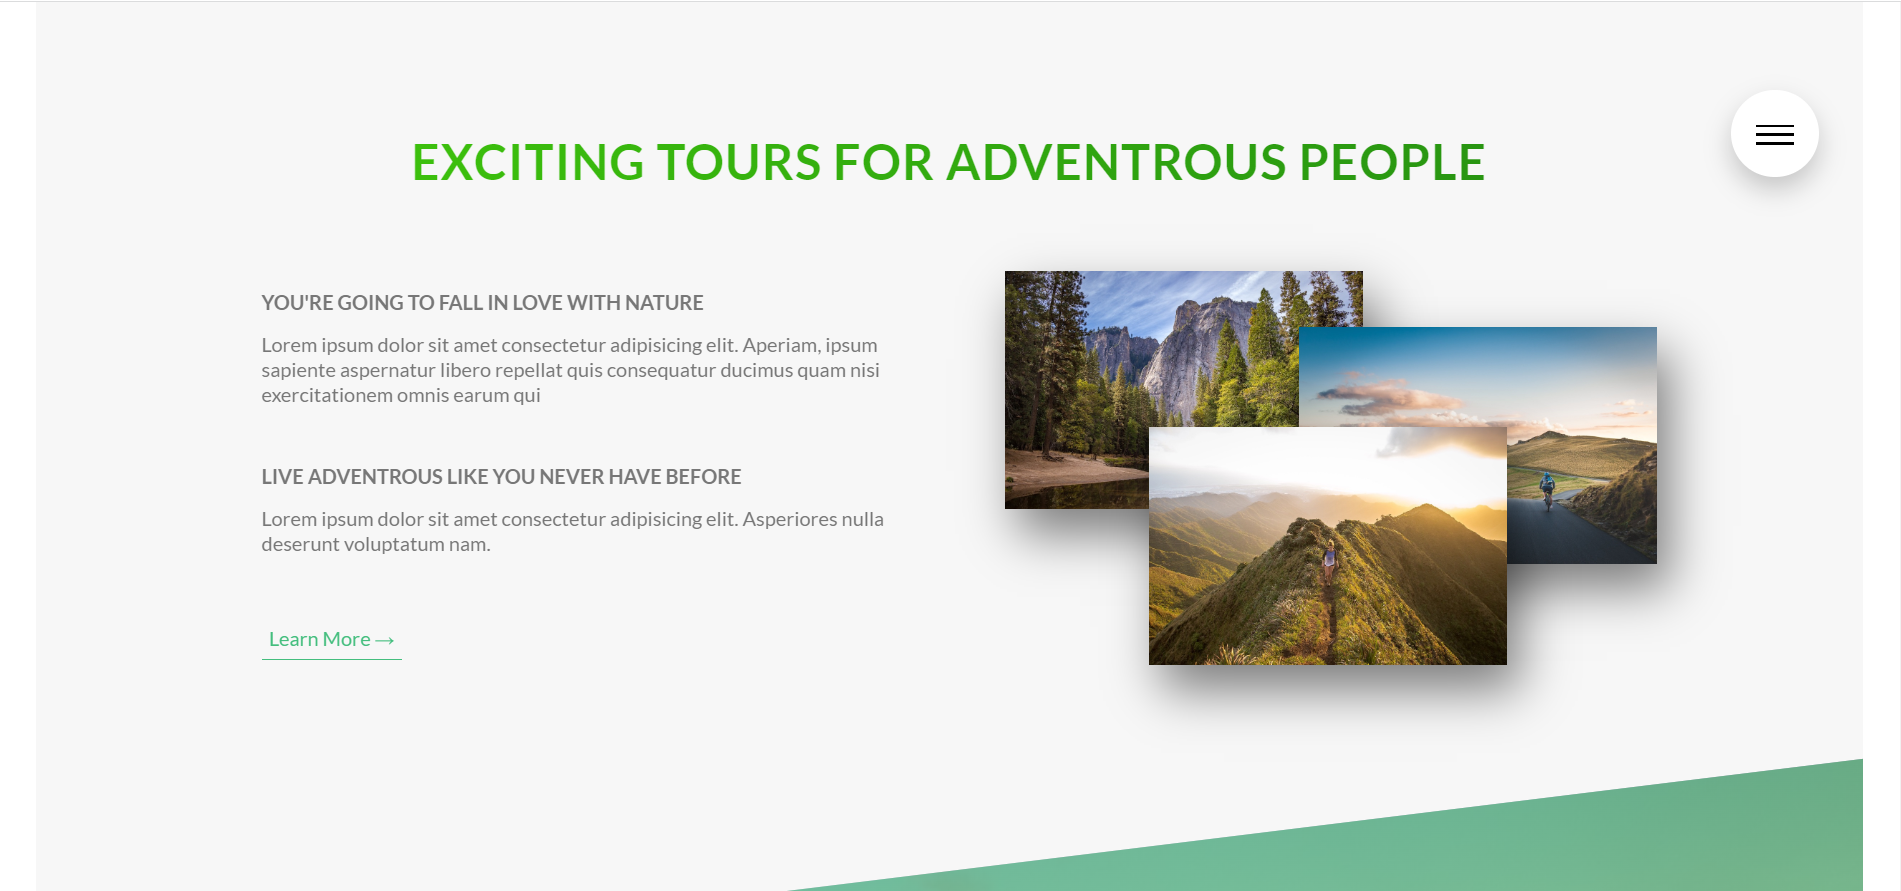 EXCITING TOURS FOR ADVENTROUS PEOPLE
YOU'RE GOING TO FALL IN LOVE WITH NATURE
Lorem ipsum dolor sit amet consectetur adipisicing elit. Aperiam, ipsum
sapiente aspernatur libero repellat quis consequatur ducimus quam nisi
exercitationem omnis earum qui
LIVE ADVENTROUS LIKE YOU NEVER HAVE BEFORE
Lorem ipsum dolor sit amet consectetur adipisicing elit. Asperiores nulla
deserunt voluptatum nam.
Learn More →